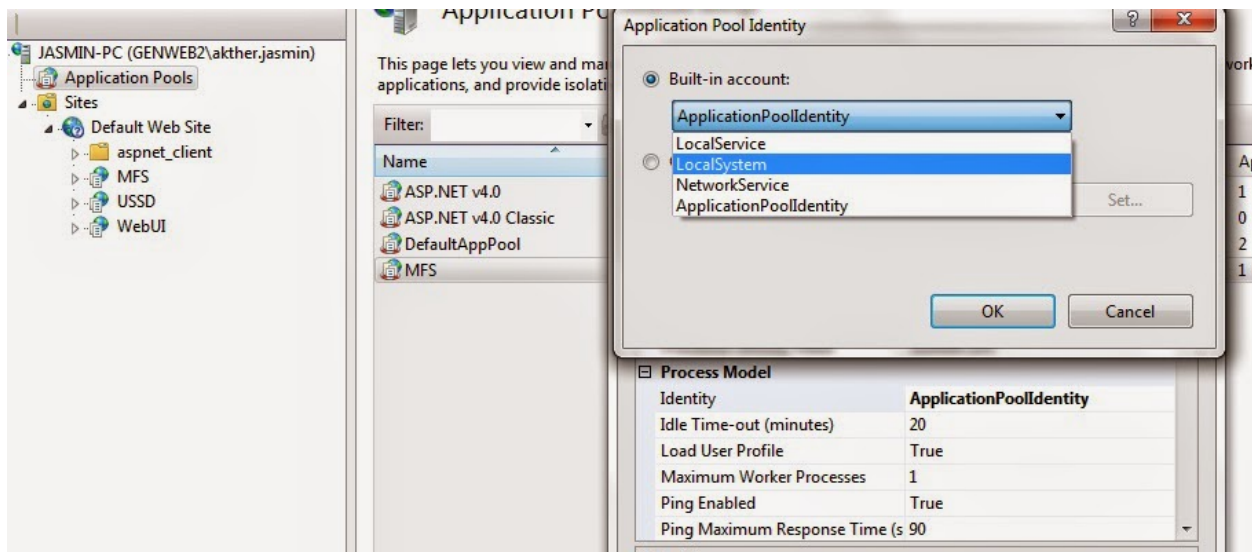 JASMIN-PC (GENWEB2\akther.jasmin)
Application Pools
Sites
Default Web Site
aspnet_client
MFS
USSD
WebUI
Application
This page lets you view and
applications, and provide
Filter:
Name
ASP.NET v4.0
ASP.NET v4.0 Classic
DefaultAppPool
MFS
Application Pool Identity
Built-in account:
ApplicationPoolIdentity
LocalService
LocalSystem
NetworkService
ApplicationPoolIdentity
Set...
OK
Cancel
Process Model
Identity ApplicationPoolIdentity
Idle Time-out (minutes) 20
Load User Profile True
Maximum Worker Processes 1
Ping Enabled True
Ping Maximum Response Time (s 90
1
0
2
1